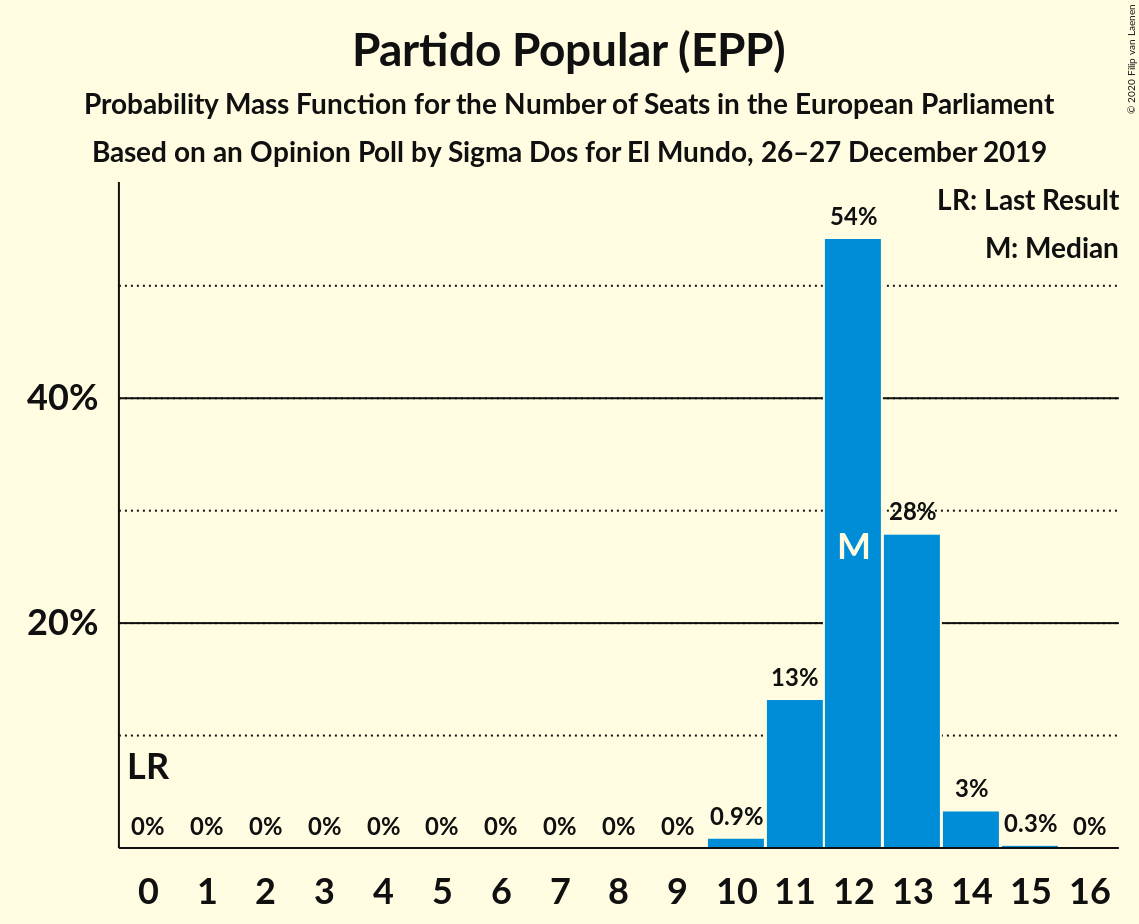 Partido Popular (EPP)
Probability Mass Function for the Number of Seats in the European Parliament
Based on an Opinion Poll by Sigma Dos for El Mundo, 26–27 December 2019
© 2020 Filip van Laenen
LR: Last Result
M: Median
54%
40%
28%
M
20%
13%
LR
3%
0% 0% 0% 0% 0% 0% 0% 0% 0% 0% 0.9% 0.3% 0%
0 1 2 3 4 5 6 7 8 9 10 11 12 13 14 15 16